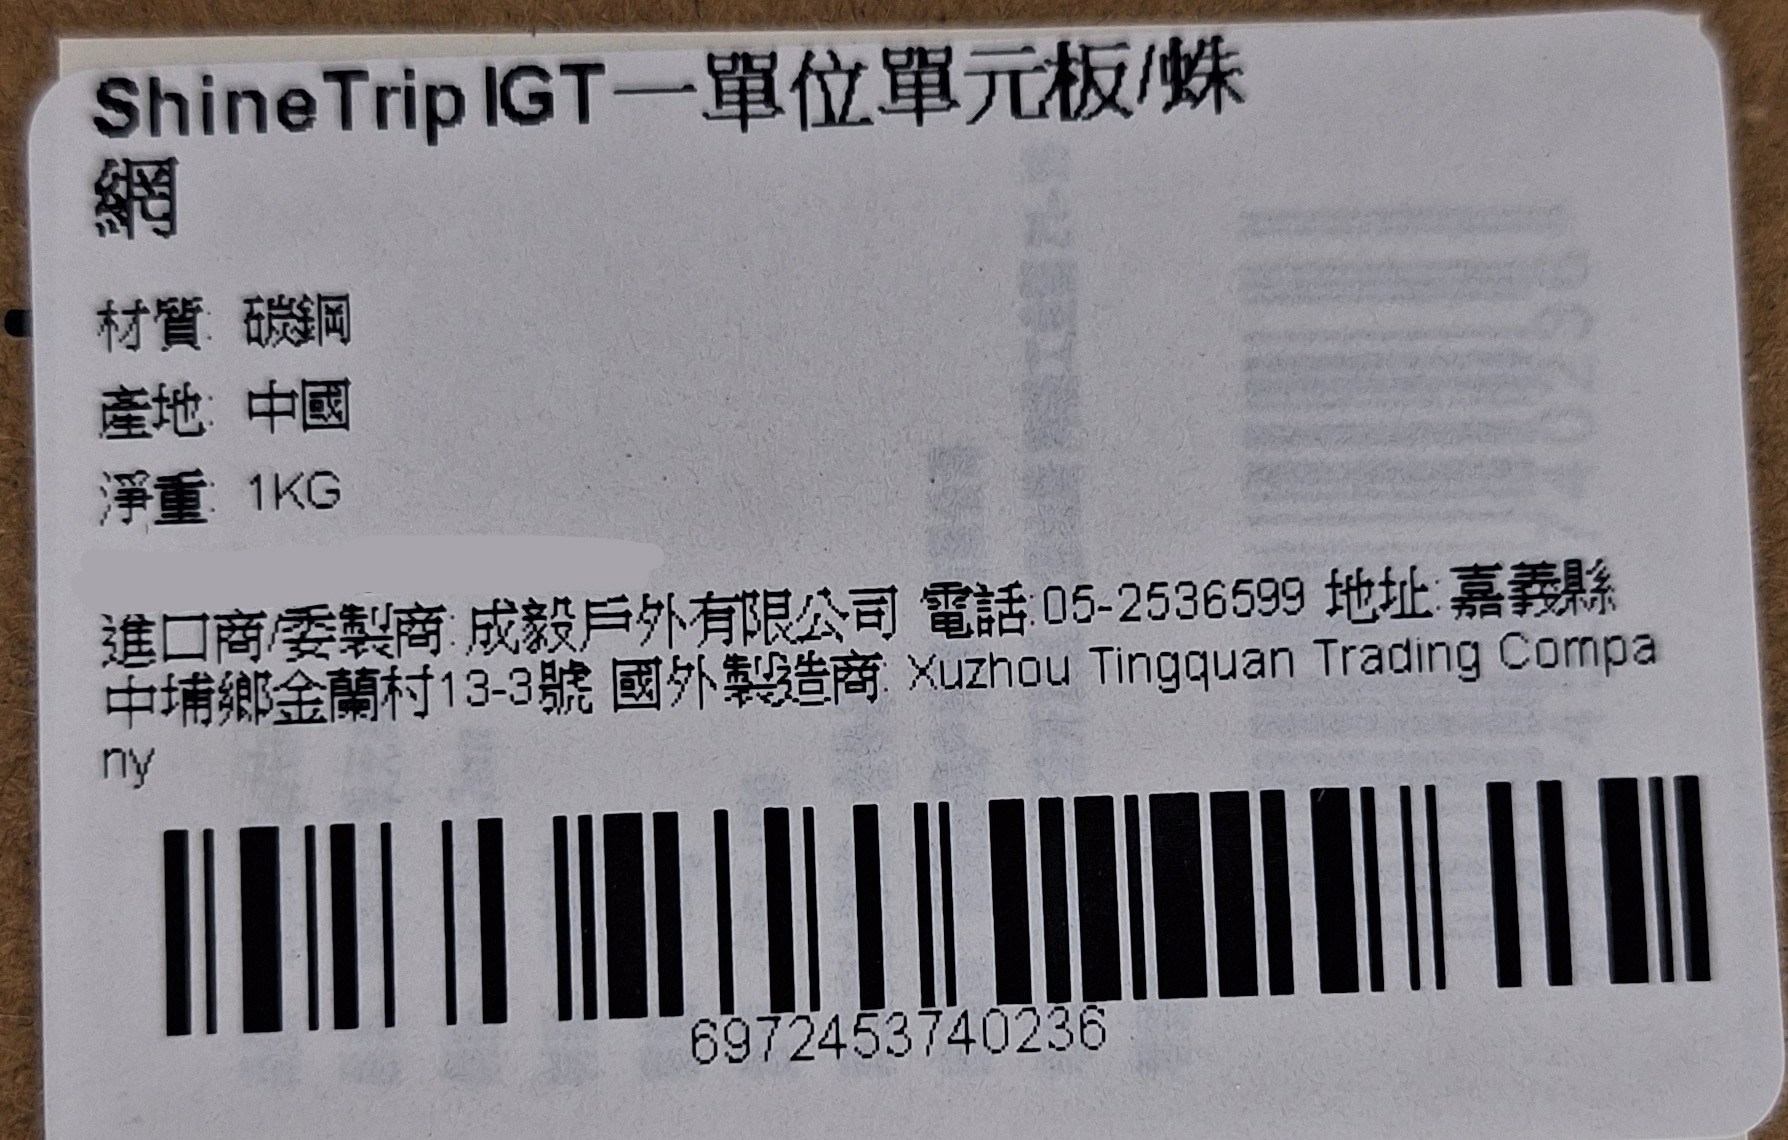 ShineTrip IGT一單位單元板/蛛
網
材質: 碳鋼
產地: 中國
淨重: 1KG
進口商/委製商: 成毅戶外有限公司 電話:05-2536599 地址:嘉義縣
中埔鄉金蘭村13-3號 國外製造商: Xuzhou Tingquan Trading Compa
ny
6972453740236